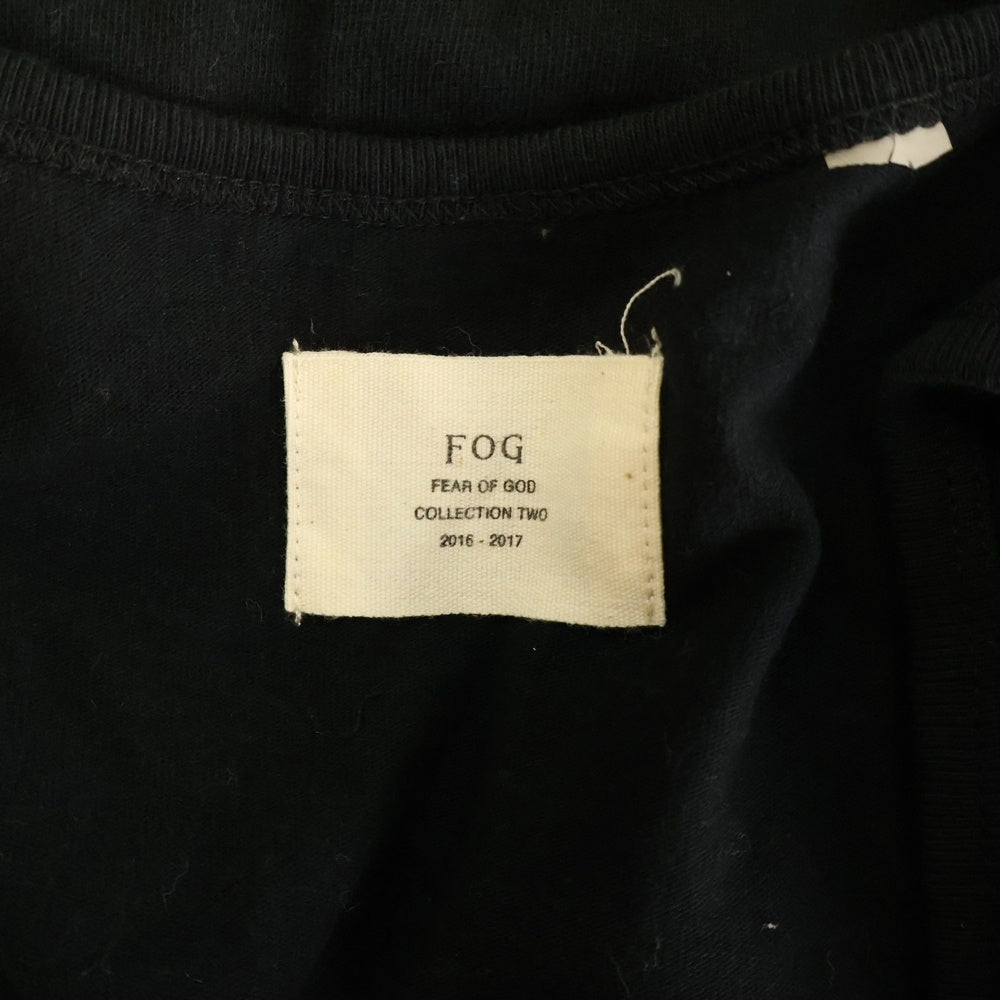 FOG
FEAR OF GOD
COLLECTION TWO
2016 - 2017